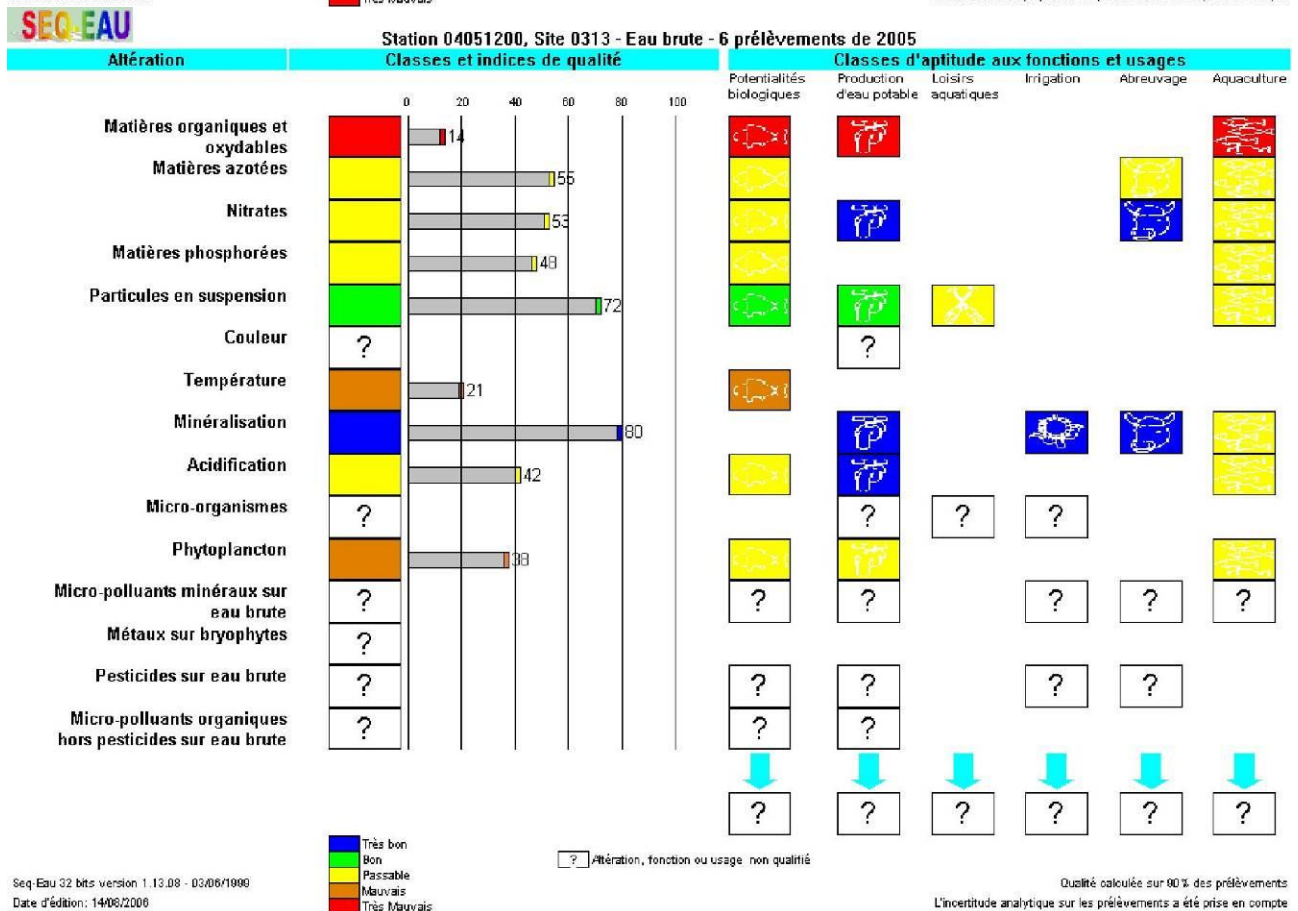 Très Mauvais
SEQ-EAU
Station 04051200, Site 0313 - Eau brute - 6 prélèvements de 2005
Altération Classes et indices de qualité Classes d'aptitude aux fonctions et usages
Potentialités biologiques
Production d'eau potable
Loisirs aquatiques
Irrigation
Abreuvage
Aquaculture
0 20 40 60 80 100
Matières organiques et
oxydables
14
Matières azotées
55
Nitrates
53
Matières phosphorées
48
Particules en suspension
72
Couleur
? ?
Température
21
Minéralisation
80
Acidification
42
Micro-organismes
? ? ? ?
Phytoplancton
38
Micro-polluants minéraux sur
eau brute
? ? ? ? ? ?
Métaux sur bryophytes
?
Pesticides sur eau brute
? ? ? ? ?
Micro-polluants organiques
hors pesticides sur eau brute
? ? ?
? ? ? ? ? ?
Très bon
Bon
Passable
Mauvais
Très Mauvais
? Altération, fonction ou usage non qualifié
Seq-Eau 32 bits version 1.13.08 - 03/06/1999
Date d'édition: 14/08/2006
Qualité calculée sur 90 % des prélèvements
L'incertitude analytique sur les prélèvements a été prise en compte